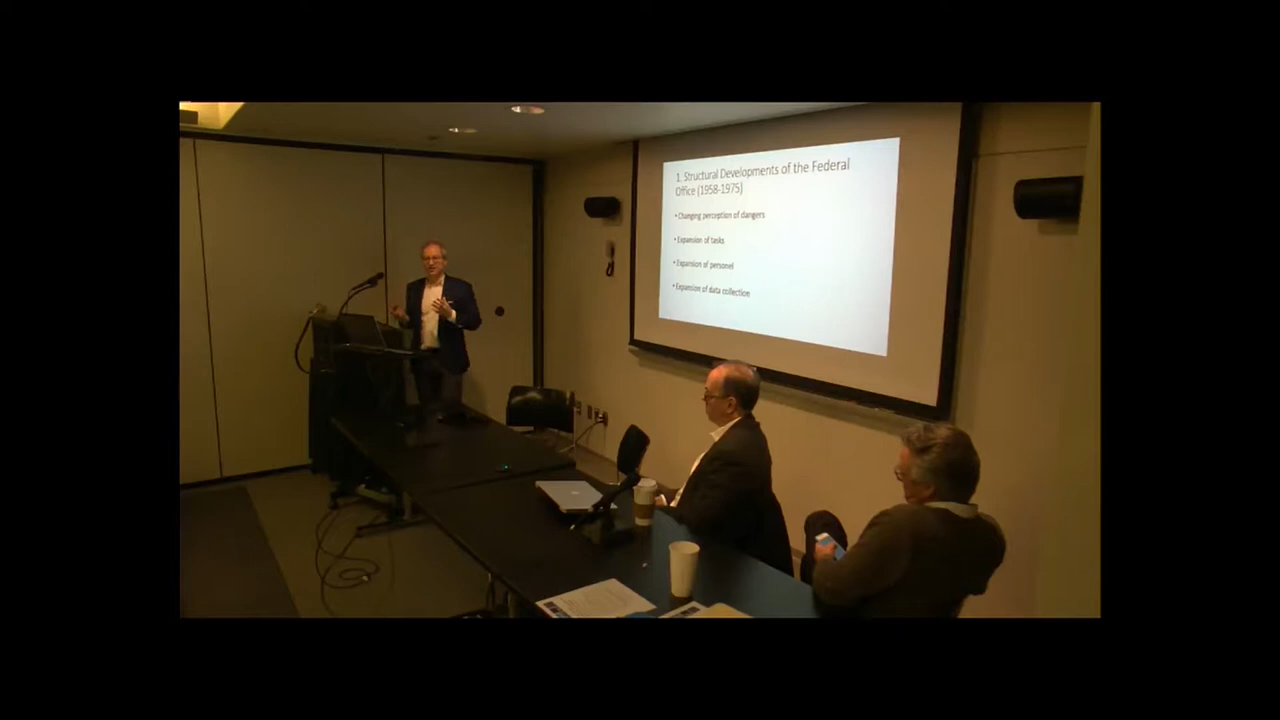 1. Structural Developments of the Federal
Office (1958-1975)
• Changing perception of dangers
• Expansion of tasks
• Expansion of personel
• Expansion of data collection